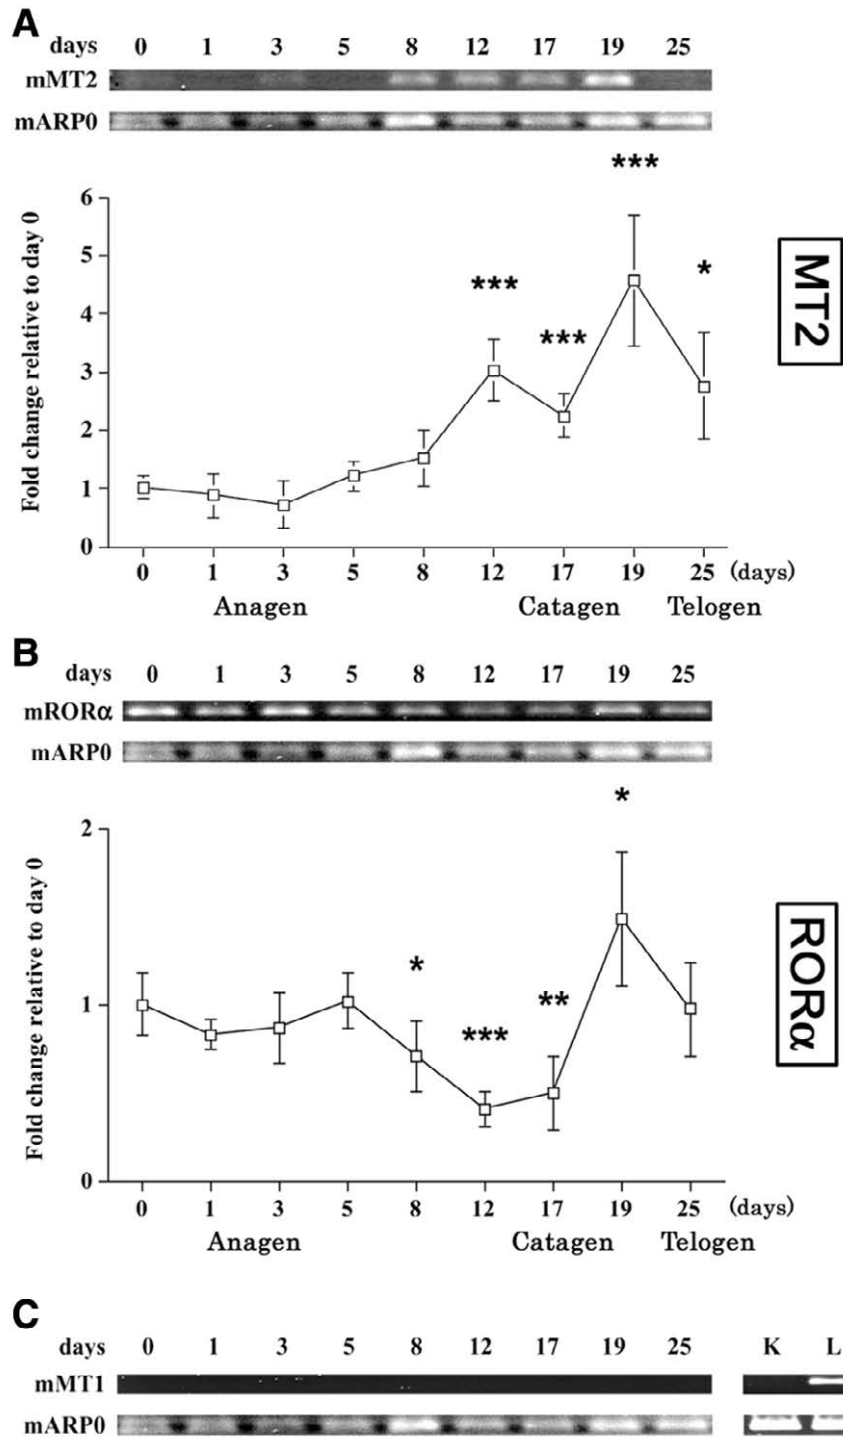 A
days 0 1 3 5 8 12 17 19 25
mMT2
mARP0
***
6
5
4
3
2
1
0
Fold change relative to day 0
***
***
*
MT2
0 1 3 5 8 12 17 19 25 (days)
Anagen Catagen Telogen
B
days 0 1 3 5 8 12 17 19 25
mRORα
mARP0
*
2
1
0
Fold change relative to day 0
*
***
**
RORα
0 1 3 5 8 12 17 19 25 (days)
Anagen Catagen Telogen
C
days 0 1 3 5 8 12 17 19 25 K L
mMT1
mARP0